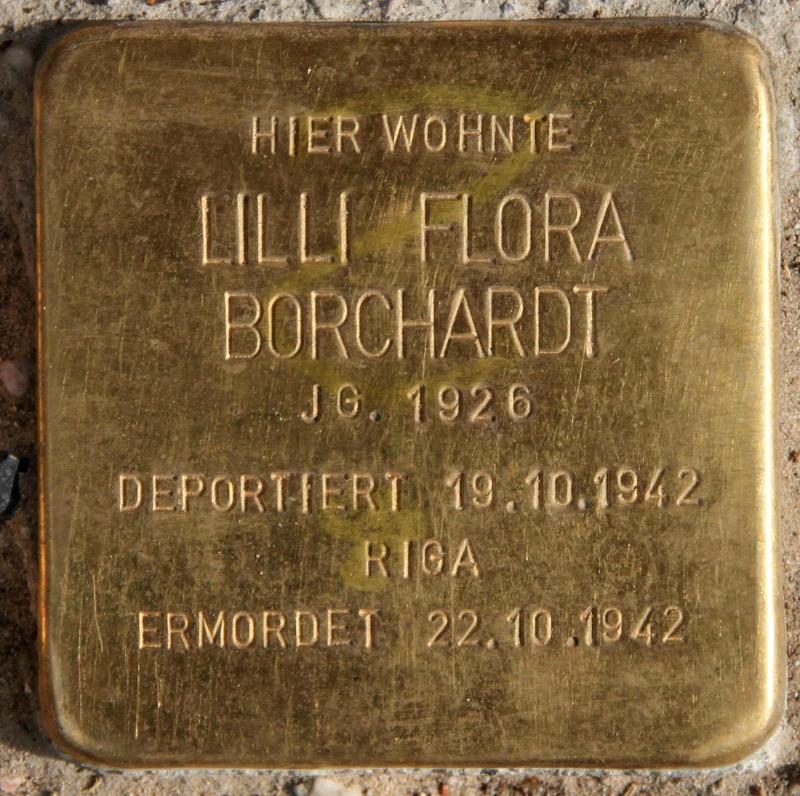 HIER WOHNTE
LILLI FLORA
BORCHARDT
JG. 1926
DEPORTIERT 19.10.1942
RIGA
ERMORDET 22.10.1942